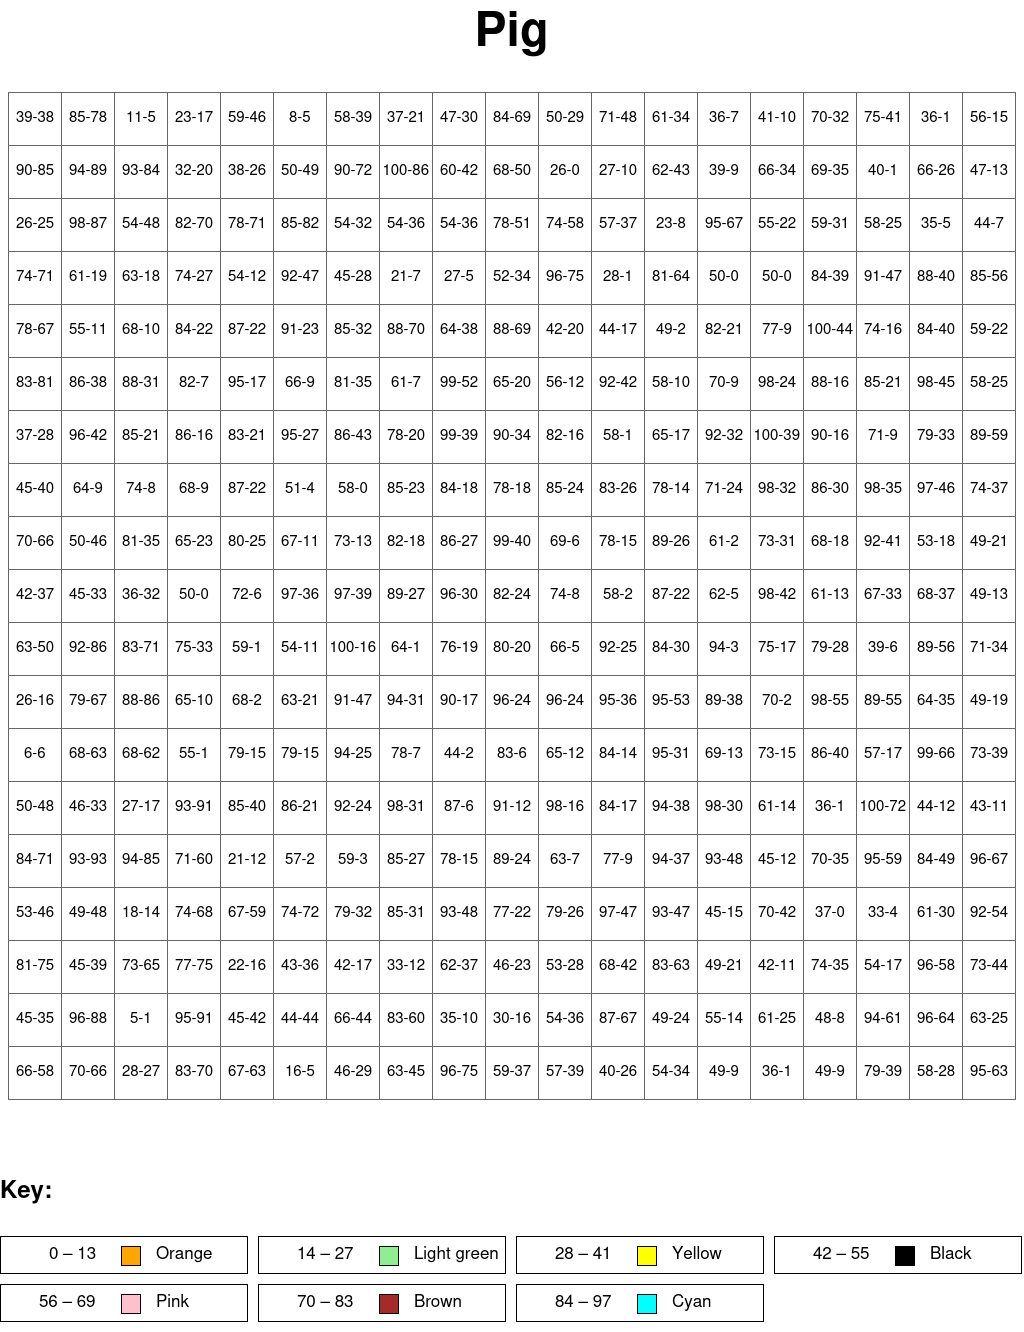 Pig
39-38 85-78 11-5 23-17 59-46 8-5 58-39 37-21 47-30 84-69 50-29 71-48 61-34 36-7 41-10 70-32 75-41 36-1 56-15
90-85 94-89 93-84 32-20 38-26 50-49 90-72 100-86 60-42 68-50 26-0 27-10 62-43 39-9 66-34 69-35 40-1 66-26 47-13
26-25 98-87 54-48 82-70 78-71 85-82 54-32 54-36 54-36 78-51 74-58 57-37 23-8 95-67 55-22 59-31 58-25 35-5 44-7
74-71 61-19 63-18 74-27 54-12 92-47 45-28 21-7 27-5 52-34 96-75 28-1 81-64 50-0 50-0 84-39 91-47 88-40 85-56
78-67 55-11 68-10 84-22 87-22 91-23 85-32 88-70 64-38 88-69 42-20 44-17 49-2 82-21 77-9 100-44 74-16 84-40 59-22
83-81 86-38 88-31 82-7 95-17 66-9 81-35 61-7 99-52 65-20 56-12 92-42 58-10 70-9 98-24 88-16 85-21 98-45 58-25
37-28 96-42 85-21 86-16 83-21 95-27 86-43 78-20 99-39 90-34 82-16 58-1 65-17 92-32 100-39 90-16 71-9 79-33 89-59
45-40 64-9 74-8 68-9 87-22 51-4 58-0 85-23 84-18 78-18 85-24 83-26 78-14 71-24 98-32 86-30 98-35 97-46 74-37
70-66 50-46 81-35 65-23 80-25 67-11 73-13 82-18 86-27 99-40 69-6 78-15 89-26 61-2 73-31 68-18 92-41 53-18 49-21
42-37 45-33 36-32 50-0 72-6 97-36 97-39 89-27 96-30 82-24 74-8 58-2 87-22 62-5 98-42 61-13 67-33 68-37 49-13
63-50 92-86 83-71 75-33 59-1 54-11 100-16 64-1 76-19 80-20 66-5 92-25 84-30 94-3 75-17 79-28 39-6 89-56 71-34
26-16 79-67 88-86 65-10 68-2 63-21 91-47 94-31 90-17 96-24 96-24 95-36 95-53 89-38 70-2 98-55 89-55 64-35 49-19
6-6 68-63 68-62 55-1 79-15 79-15 94-25 78-7 44-2 83-6 65-12 84-14 95-31 69-13 73-15 86-40 57-17 99-66 73-39
50-48 46-33 27-17 93-91 85-40 86-21 92-24 98-31 87-6 91-12 98-16 84-17 94-38 98-30 61-14 36-1 100-72 44-12 43-11
84-71 93-93 94-85 71-60 21-12 57-2 59-3 85-27 78-15 89-24 63-7 77-9 94-37 93-48 45-12 70-35 95-59 84-49 96-67
53-46 49-48 18-14 74-68 67-59 74-72 79-32 85-31 93-48 77-22 79-26 97-47 93-47 45-15 70-42 37-0 33-4 61-30 92-54
81-75 45-39 73-65 77-75 22-16 43-36 42-17 33-12 62-37 46-23 53-28 68-42 83-63 49-21 42-11 74-35 54-17 96-58 73-44
45-35 96-88 5-1 95-91 45-42 44-44 66-44 83-60 35-10 30-16 54-36 87-67 49-24 55-14 61-25 48-8 94-61 96-64 63-25
66-58 70-66 28-27 83-70 67-63 16-5 46-29 63-45 96-75 59-37 57-39 40-26 54-34 49-9 36-1 49-9 79-39 58-28 95-63
Key:
0 – 13 Orange 14 – 27 Light green 28 – 41 Yellow 42 – 55 Black
56 – 69 Pink 70 – 83 Brown 84 – 97 Cyan